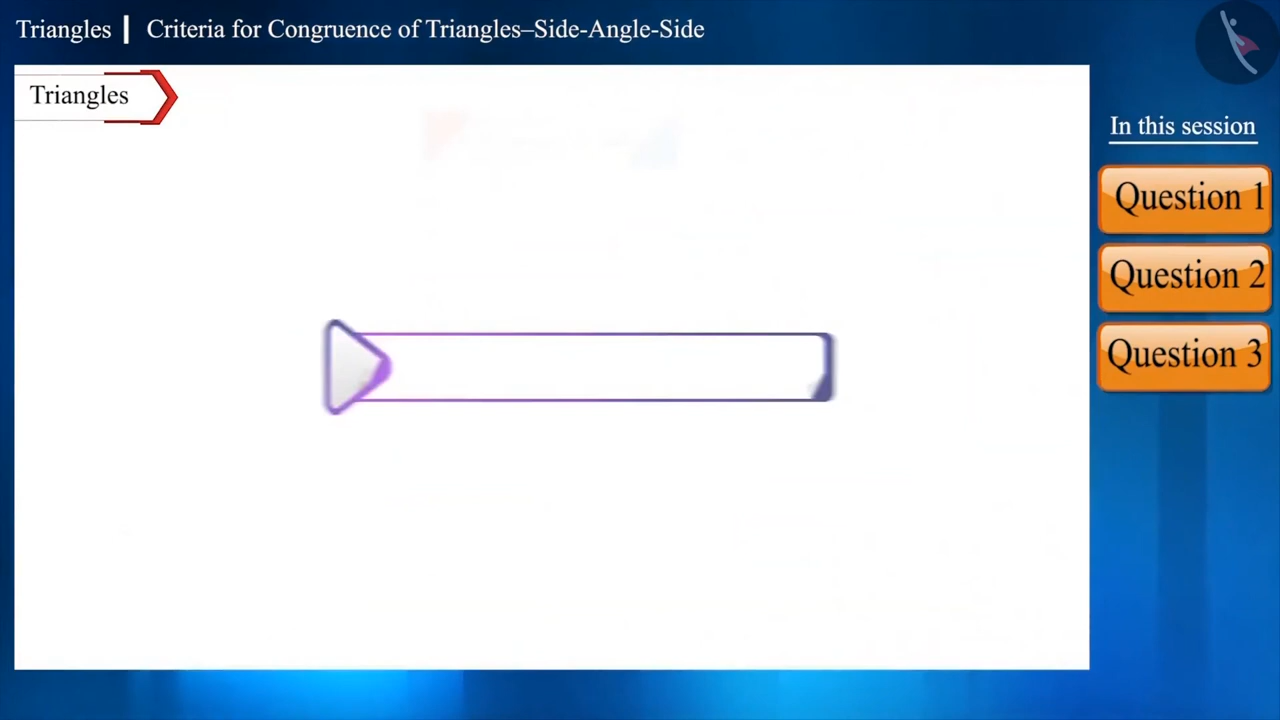 Triangles | Criteria for Congruence of Triangles–Side-Angle-Side
Triangles
In this session
Question 1
Question 2
Question 3